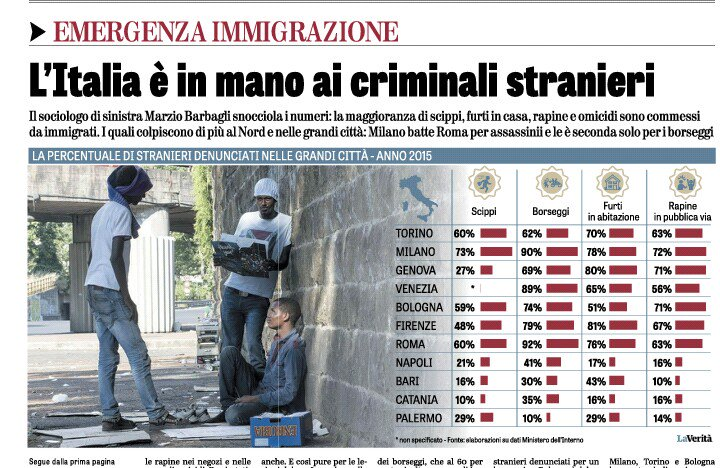 EMERGENZA IMMIGRAZIONE
L'Italia è in mano ai criminali stranieri
Il sociologo di sinistra Marzio Barbagli snocciola i numeri: la maggioranza di scippi, furti in casa, rapine e omicidi sono commessi
da immigrati. I quali colpiscono di più al Nord e nelle grandi città: Milano batte Roma per assassinii e le è seconda solo per i borseggi
LA PERCENTUALE DI STRANIERI DENUNCIATI NELLE GRANDI CITTÀ - ANNO 2015
Scippi Borseggi Furti in abitazione Rapine in pubblica via
TORINO 60% 62% 70% 63%
MILANO 73% 90% 78% 72%
GENOVA 27% 69% 80% 71%
VENEZIA * 89% 65% 56%
BOLOGNA 59% 74% 51% 71%
FIRENZE 48% 79% 81% 67%
ROMA 60% 92% 76% 63%
NAPOLI 21% 41% 17% 16%
BARI 16% 30% 43% 10%
CATANIA 10% 35% 16% 16%
PALERMO 29% 10% 29% 14%
* non specificato - Fonte: elaborazioni su dati Ministero dell'Interno
LaVerità
Segue dalla prima pagina
le rapine nei negozi e nelle
anche. E così pure per le le-
dei borseggi, che al 60 per
stranieri denunciati per un
Milano, Torino e Bologna